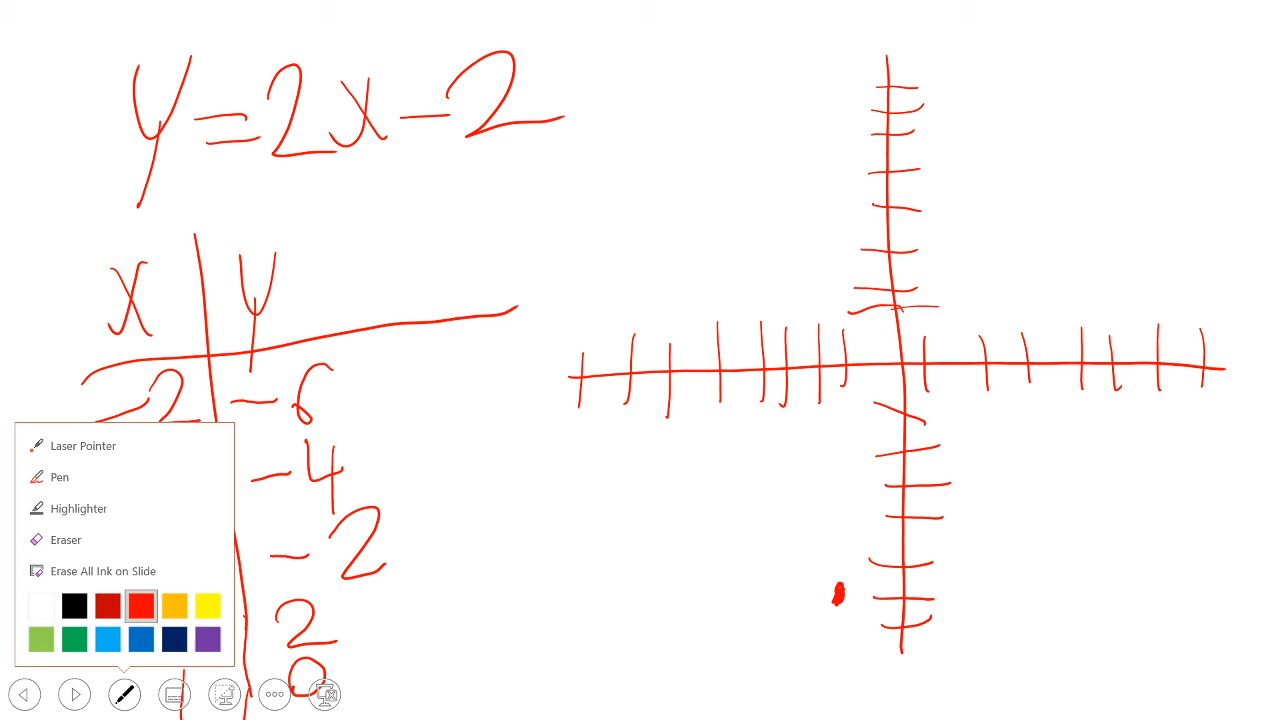 y=2x-2
x y
-2 -6
-4
-2
2
0
Laser Pointer
Pen
Highlighter
Eraser
Erase All Ink on Slide